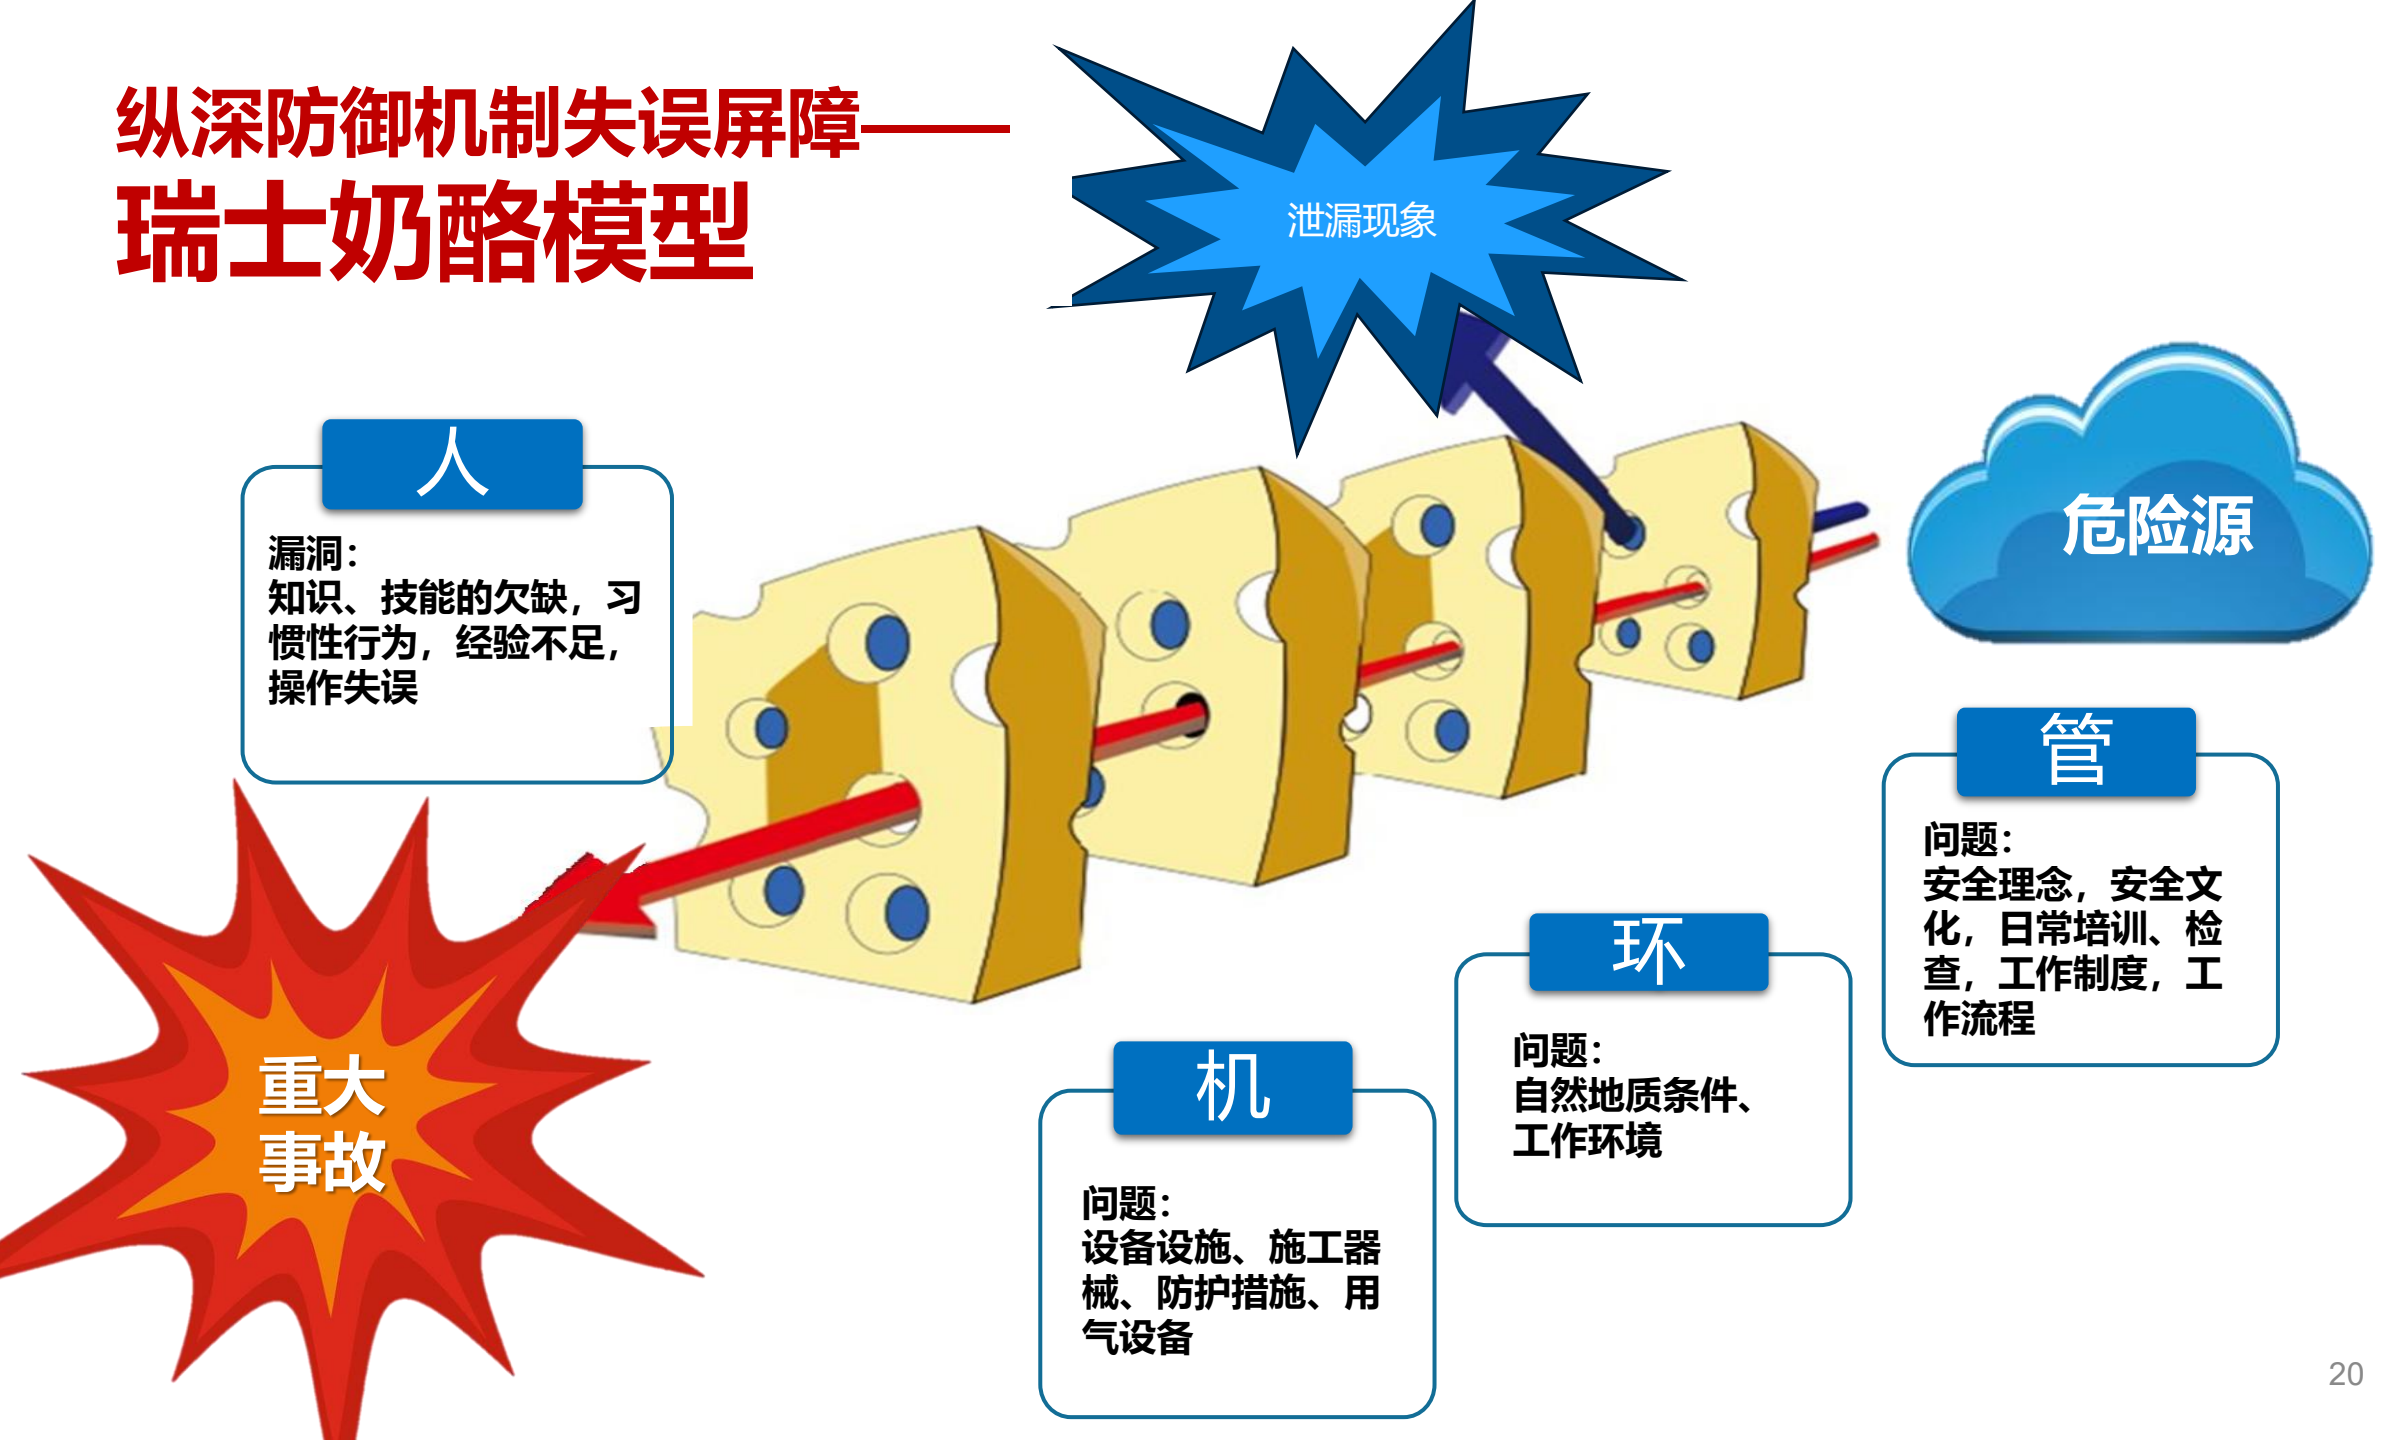 纵深防御机制失误屏障——
瑞士奶酪模型
泄漏现象
危险源
人
漏洞：
知识、技能的欠缺，习
惯性行为，经验不足，
操作失误
管
问题：
安全理念，安全文
化，日常培训、检
查，工作制度，工
作流程
环
问题：
自然地质条件、
工作环境
机
问题：
设备设施、施工器
械、防护措施、用
气设备
重大
事故
20